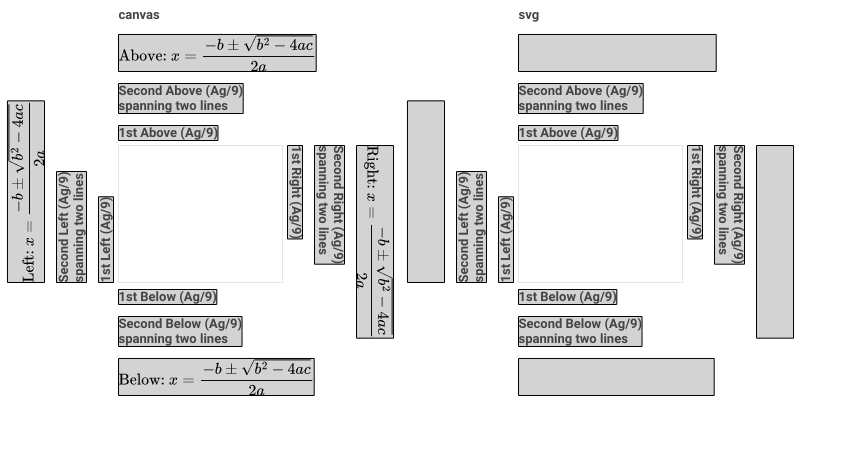 canvas
svg
Above: x = \frac{-b ± \sqrt{b^2 - 4ac}}{2a}
Second Above (Ag/9)
spanning two lines
1st Above (Ag/9)
Left: x = \frac{-b ± \sqrt{b^2 - 4ac}}{2a}
Second Left (Ag/9)
spanning two lines
1st Left (Ag/9)
1st Right (Ag/9)
Second Right (Ag/9)
spanning two lines
Right: x = \frac{-b ± \sqrt{b^2 - 4ac}}{2a}
1st Below (Ag/9)
Second Below (Ag/9)
spanning two lines
Below: x = \frac{-b ± \sqrt{b^2 - 4ac}}{2a}
Second Above (Ag/9)
spanning two lines
1st Above (Ag/9)
Second Left (Ag/9)
spanning two lines
1st Left (Ag/9)
1st Right (Ag/9)
Second Right (Ag/9)
spanning two lines
1st Below (Ag/9)
Second Below (Ag/9)
spanning two lines